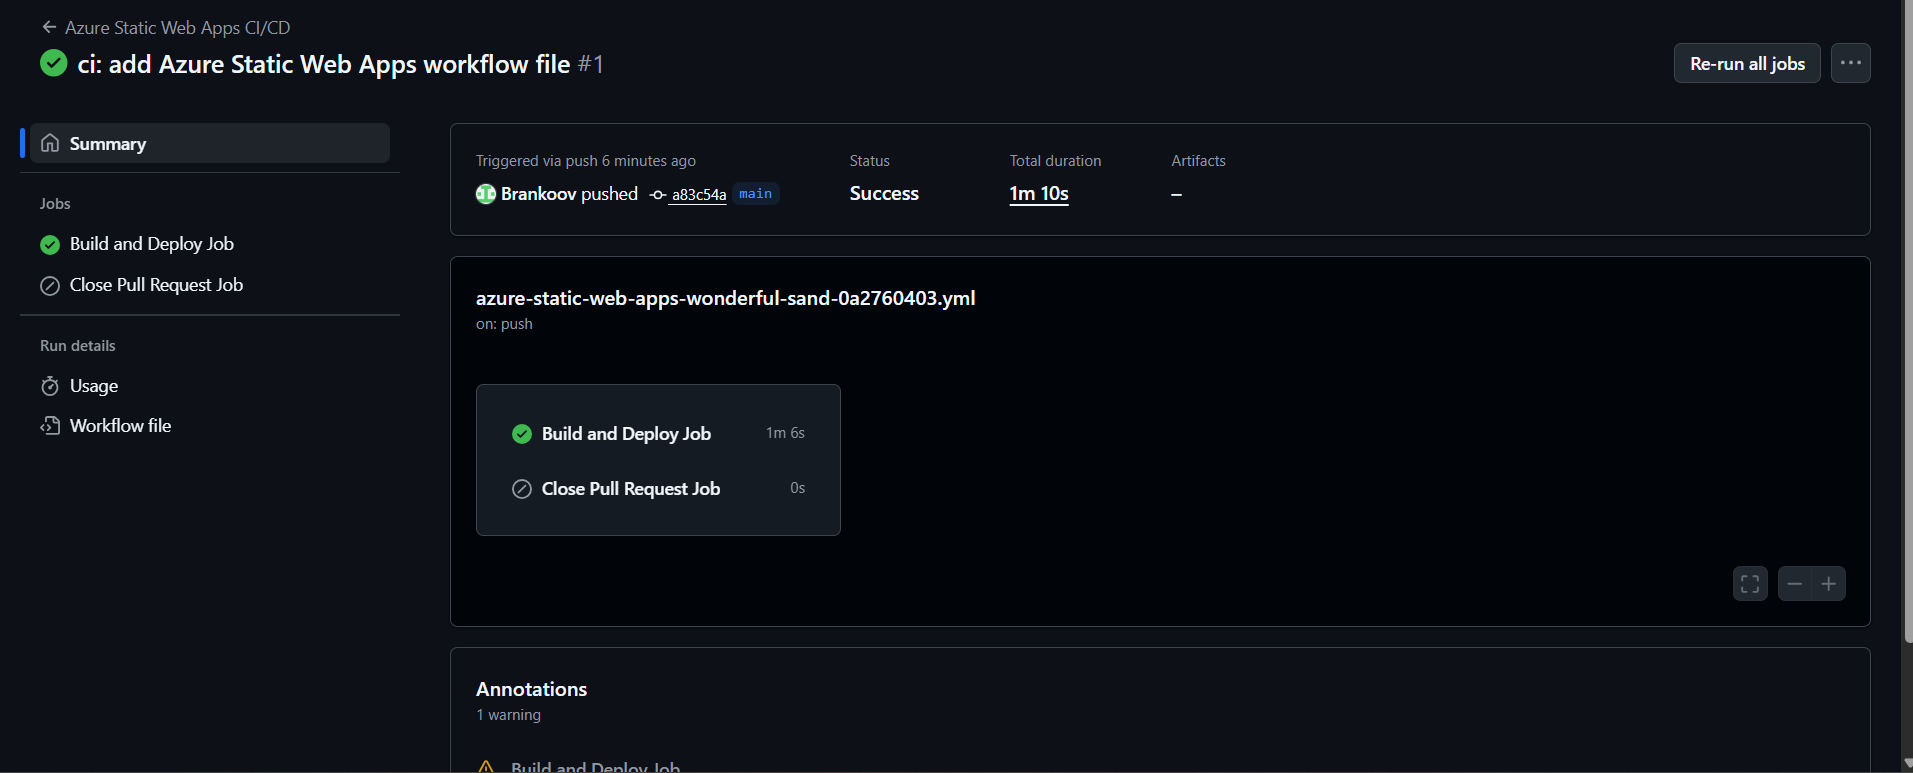 Azure Static Web Apps CI/CD
ci: add Azure Static Web Apps workflow file #1
Re-run all jobs
Summary
Jobs
Build and Deploy Job
Close Pull Request Job
Run details
Usage
Workflow file
Triggered via push 6 minutes ago
Brankoov pushed a83c54a main
Status
Success
Total duration
1m 10s
Artifacts
–
azure-static-web-apps-wonderful-sand-0a2760403.yml
on: push
Build and Deploy Job 1m 6s
Close Pull Request Job 0s
Annotations
1 warning
Build and Deploy Job